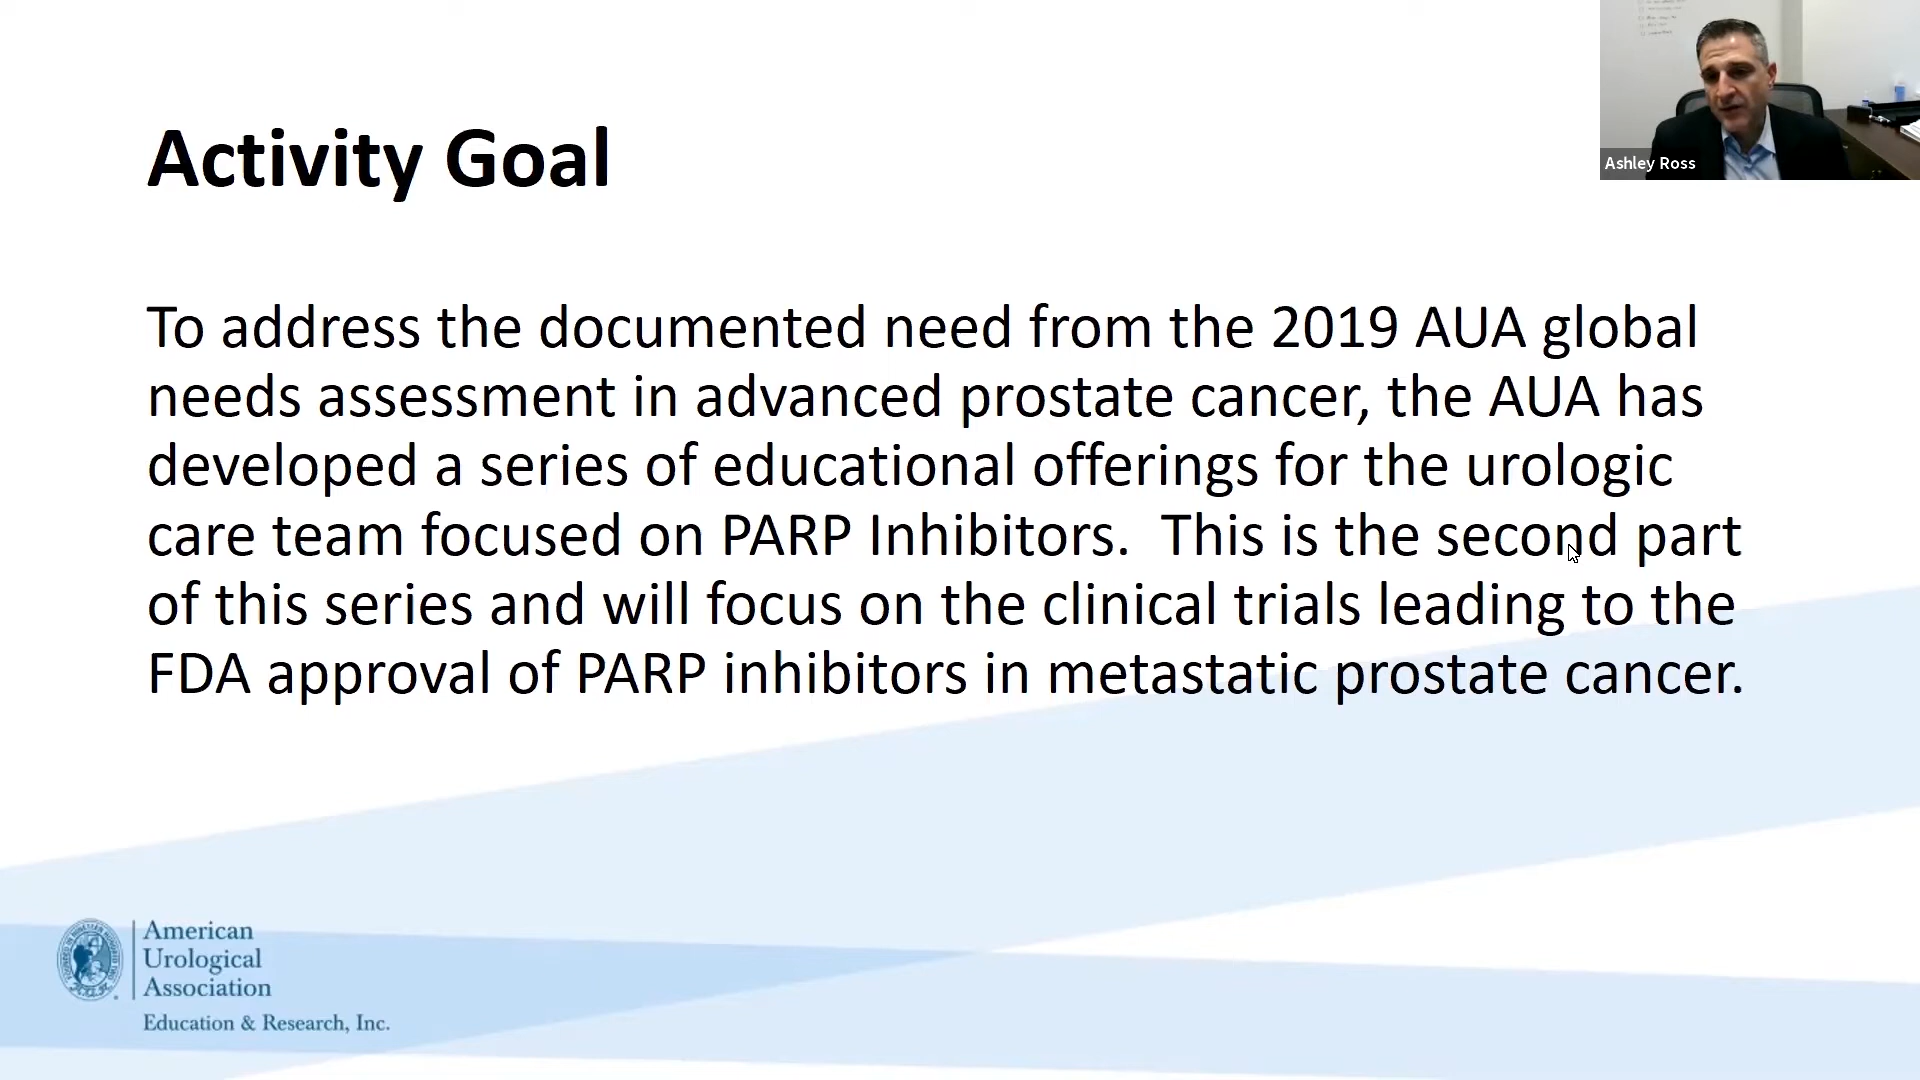 Activity Goal
Ashley Ross
To address the documented need from the 2019 AUA global
needs assessment in advanced prostate cancer, the AUA has
developed a series of educational offerings for the urologic
care team focused on PARP Inhibitors.  This is the second part
of this series and will focus on the clinical trials leading to the
FDA approval of PARP inhibitors in metastatic prostate cancer.
American
Urological
Association
Education & Research, Inc.